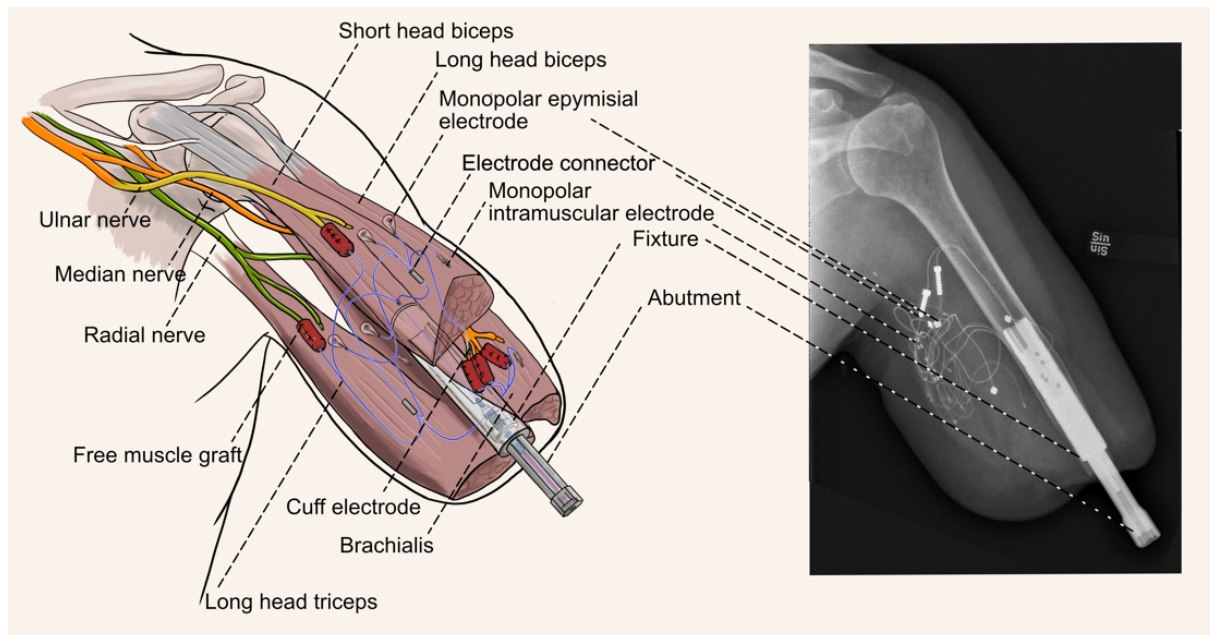 Short head biceps
Long head biceps
Monopolar epymisial
electrode
Electrode connector
Monopolar
intramuscular electrode
Fixture
Abutment
Ulnar nerve
Median nerve
Radial nerve
Free muscle graft
Cuff electrode
Brachialis
Long head triceps
Sin
SIN